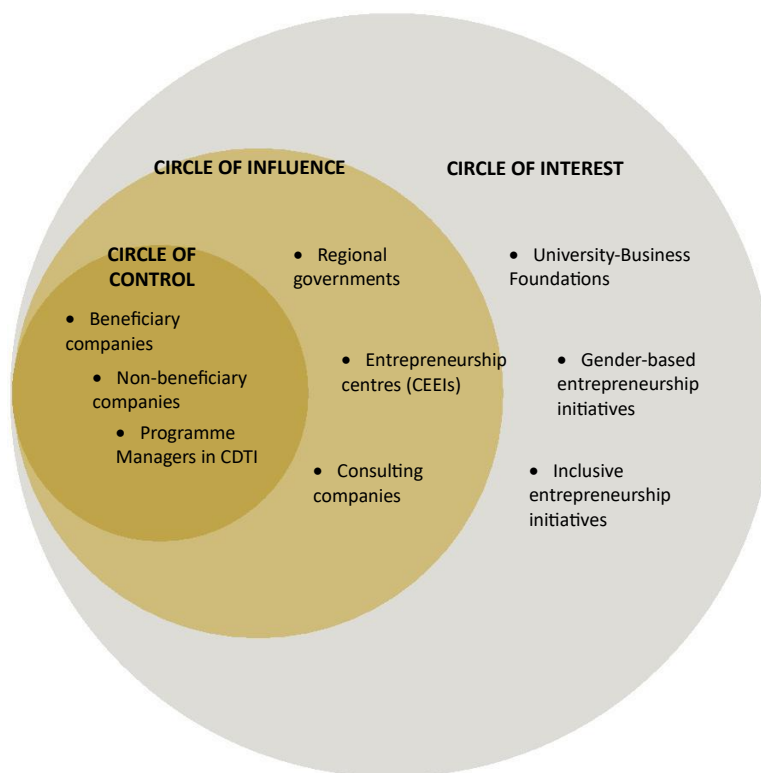 CIRCLE OF INFLUENCE
CIRCLE OF INTEREST
CIRCLE OF
CONTROL
• Beneficiary
companies
• Non-beneficiary
companies
• Programme
Managers in CDTI
• Regional
governments
• Entrepreneurship
centres (CEEIs)
• Consulting
companies
• University-Business
Foundations
• Gender-based
entrepreneurship
initiatives
• Inclusive
entrepreneurship
initiatives